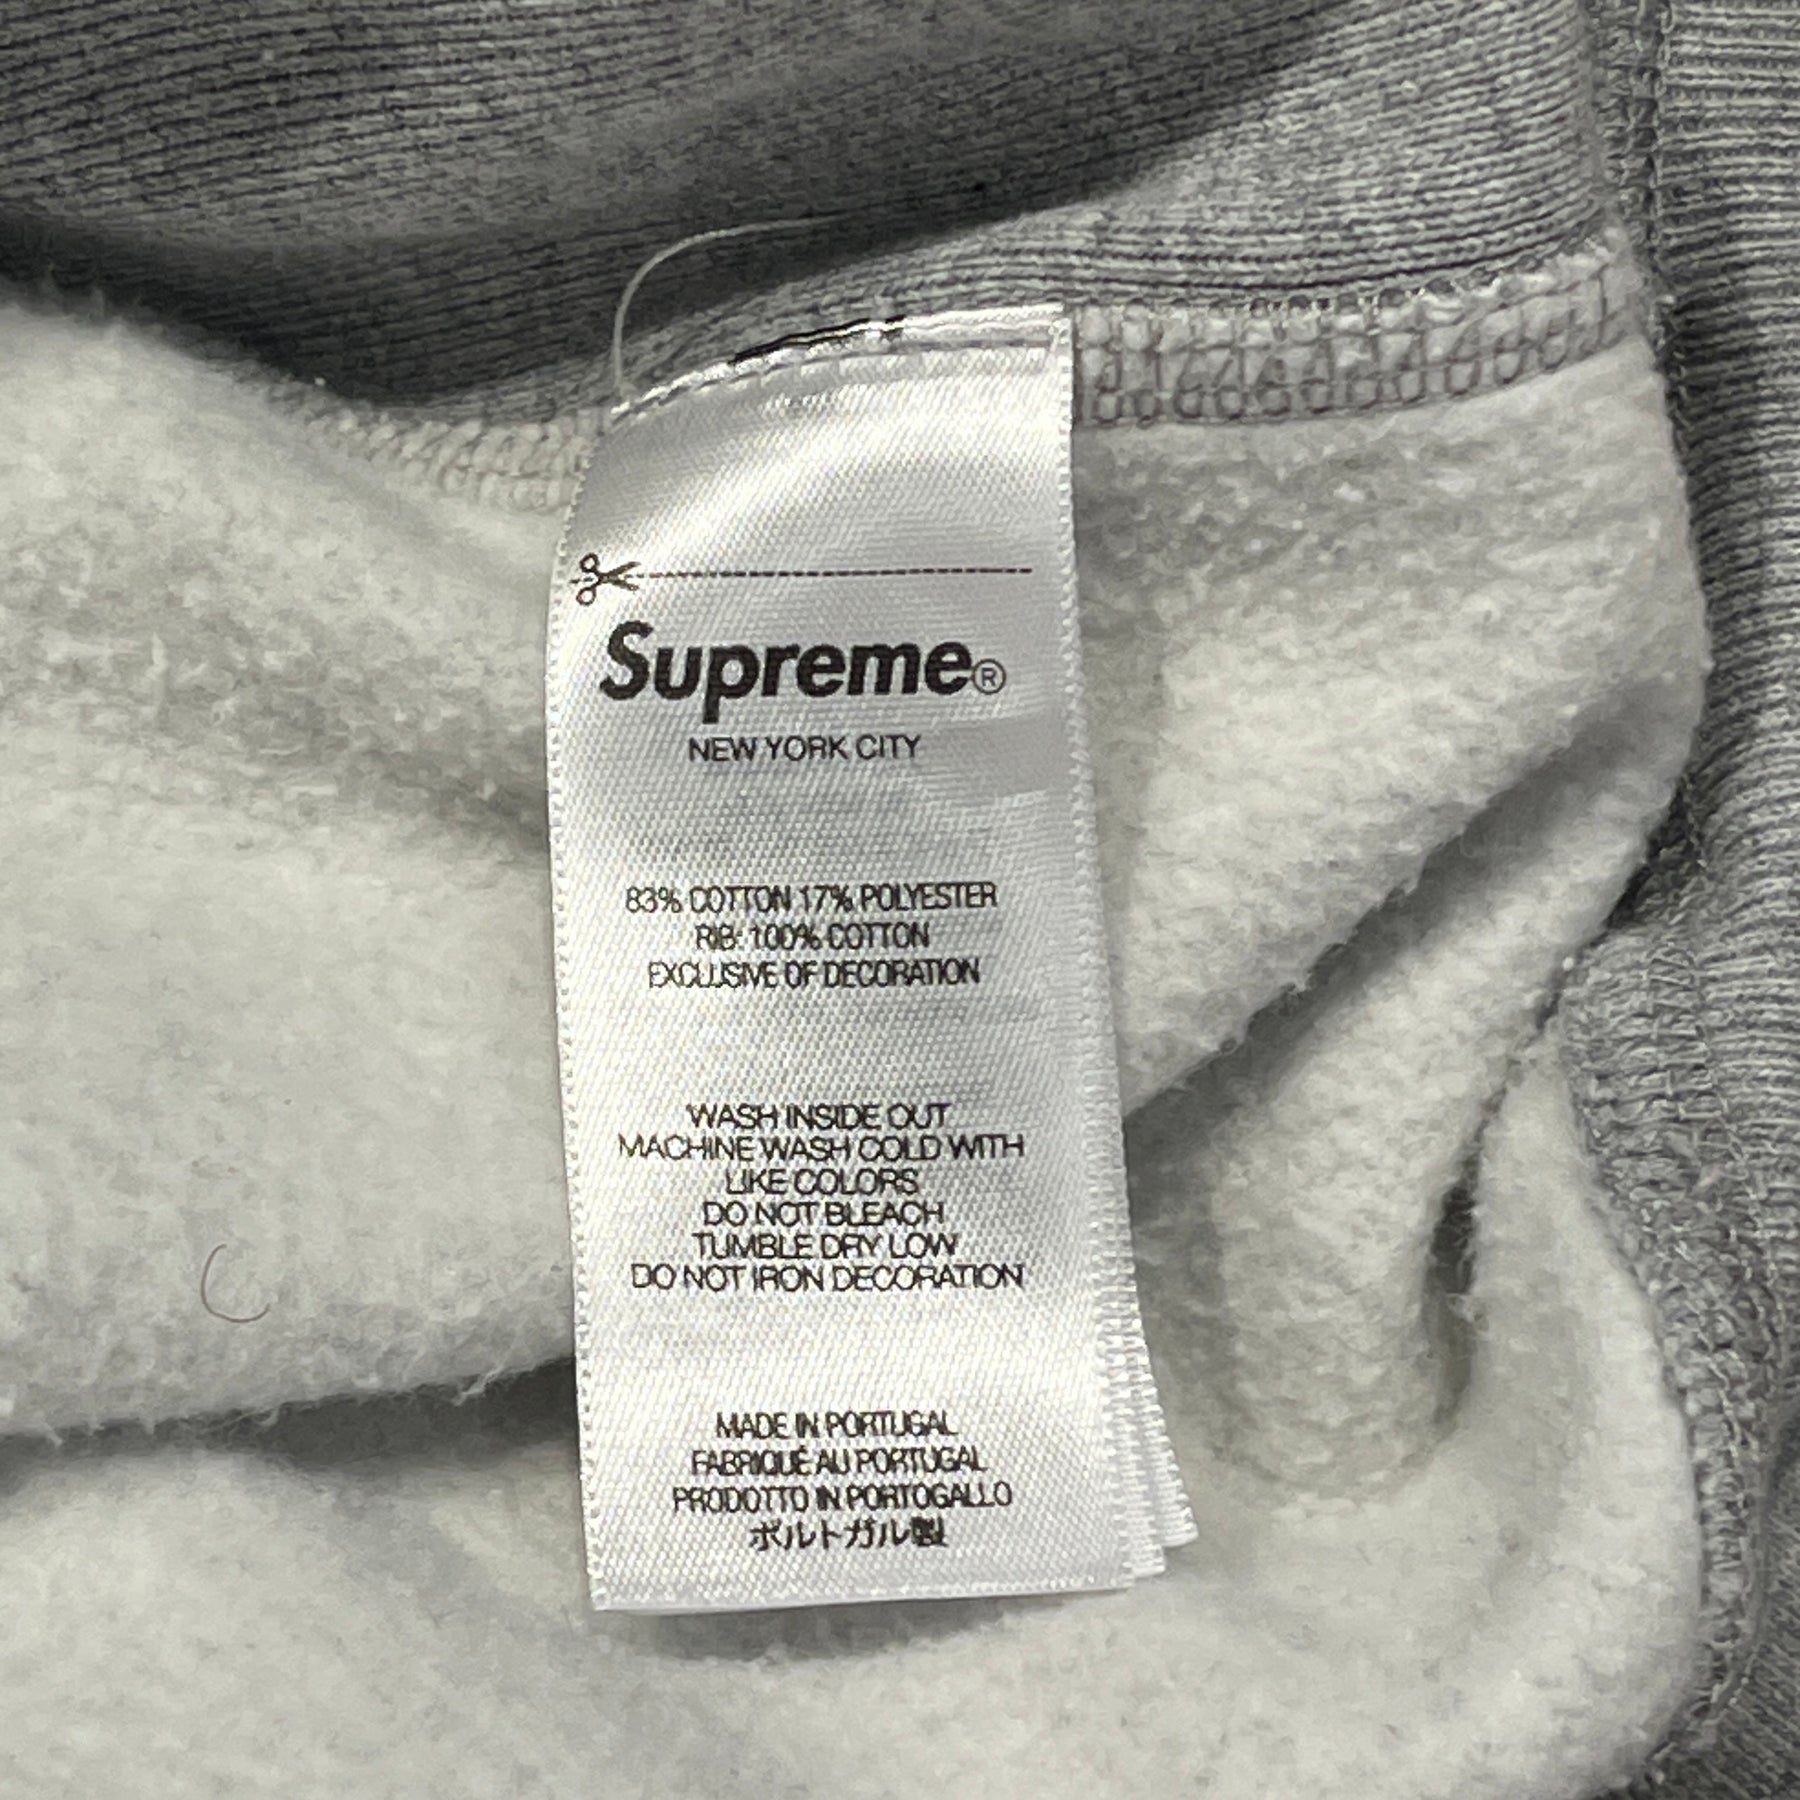 Supreme®
NEW YORK CITY
83% COTTON 17% POLYESTER
RIB: 100% COTTON
EXCLUSIVE OF DECORATION
WASH INSIDE OUT
MACHINE WASH COLD WITH
LIKE COLORS
DO NOT BLEACH
TUMBLE DRY LOW
DO NOT IRON DECORATION
MADE IN PORTUGAL
FABRIQUÉ AU PORTUGAL
PRODOTTO IN PORTOGALLO
ポルトガル製